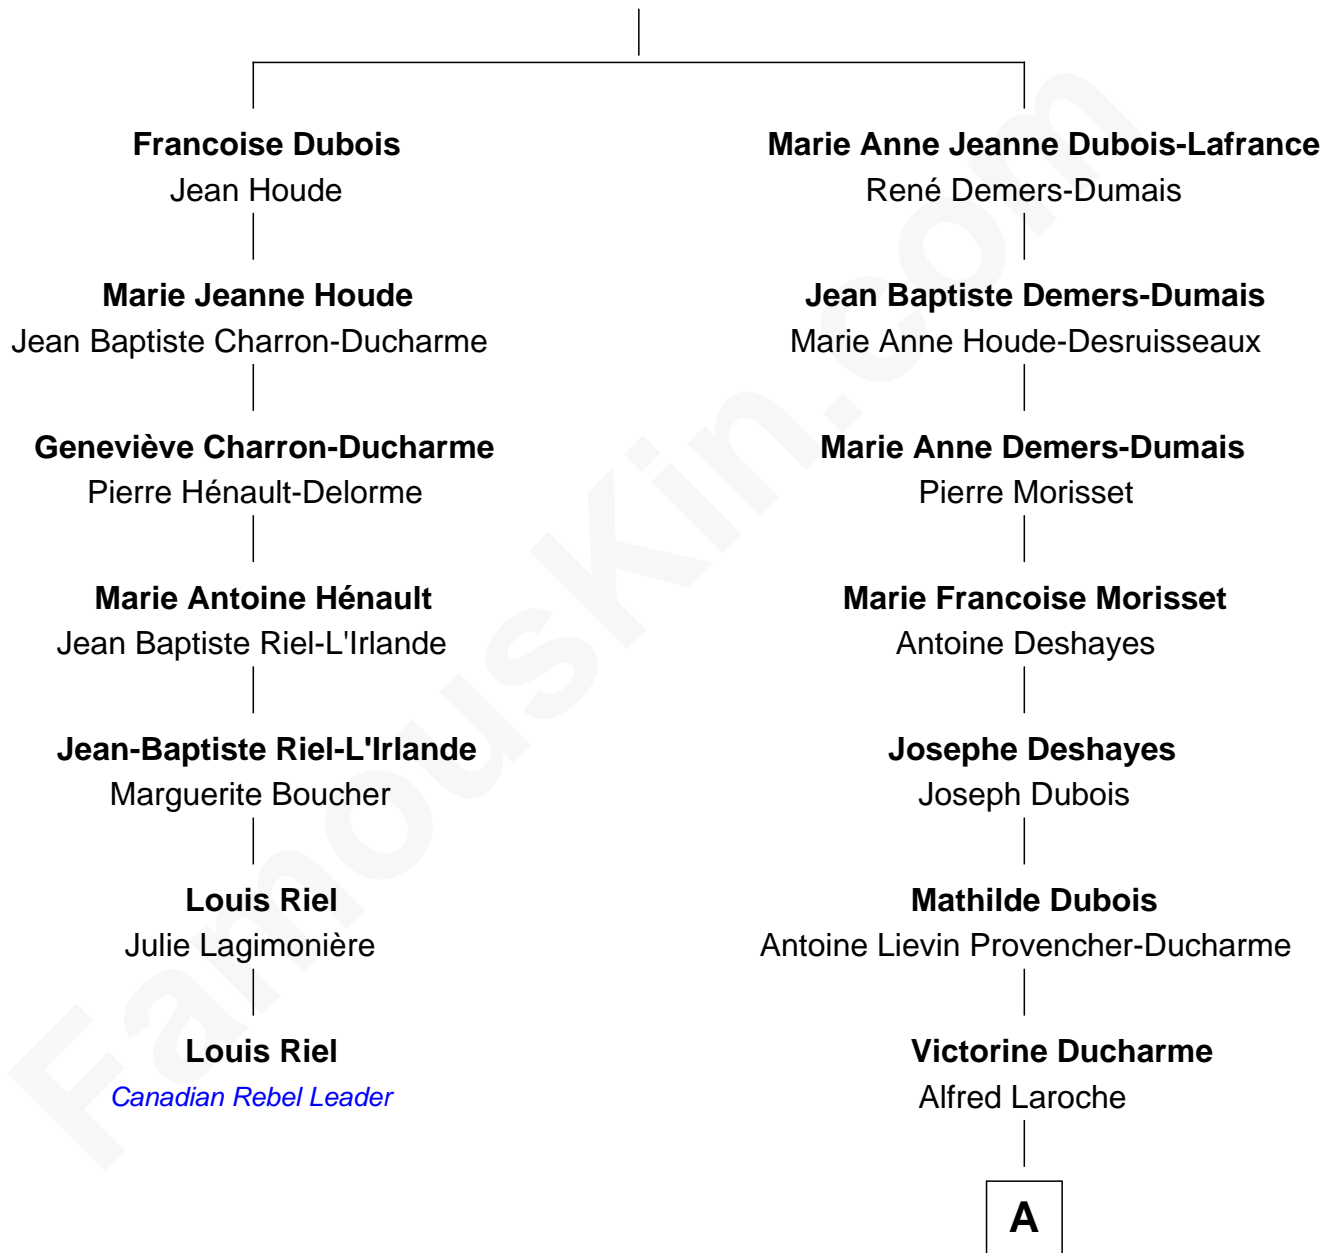 Francoise Dubois
Jean Houde
Marie Jeanne Houde
Jean Baptiste Charron-Ducharme
Geneviève Charron-Ducharme
Pierre Hénault-Delorme
Marie Antoine Hénault
Jean Baptiste Riel-L'Irlande
Jean-Baptiste Riel-L'Irlande
Marguerite Boucher
Louis Riel
Julie Lagimonière
Louis Riel
Canadian Rebel Leader
Marie Anne Jeanne Dubois-Lafrance
René Demers-Dumais
Jean Baptiste Demers-Dumais
Marie Anne Houde-Desruisseaux
Marie Anne Demers-Dumais
Pierre Morisset
Marie Francoise Morisset
Antoine Deshayes
Josephe Deshayes
Joseph Dubois
Mathilde Dubois
Antoine Lievin Provencher-Ducharme
Victorine Ducharme
Alfred Laroche
A
FamousKin.com